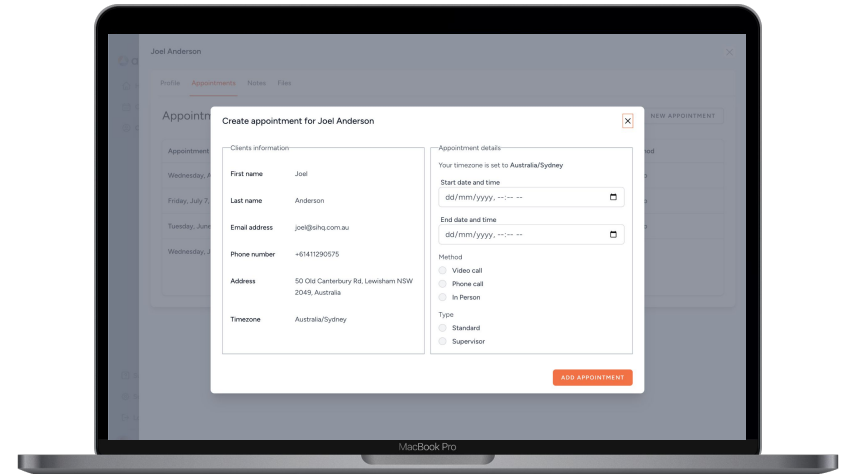 Joel Anderson
Profile Appointments Notes Files
NEW APPOINTMENT
Create appointment for Joel Anderson
Appointment
Wednesday,
Friday, July 7,
Tuesday, June
Wednesday,
Clients information
First name Joel
Last name Anderson
Email address joel@sihq.com.au
Phone number +61411290575
Address 50 Old Canterbury Rd, Lewisham NSW
2049, Australia
Timezone Australia/Sydney
Appointment details
Your timezone is set to Australia/Sydney
Start date and time
dd/mm/yyyy, --:-- --
End date and time
dd/mm/yyyy, --:-- --
Method
Video call
Phone call
In Person
Type
Standard
Supervisor
ADD APPOINTMENT
MacBook Pro